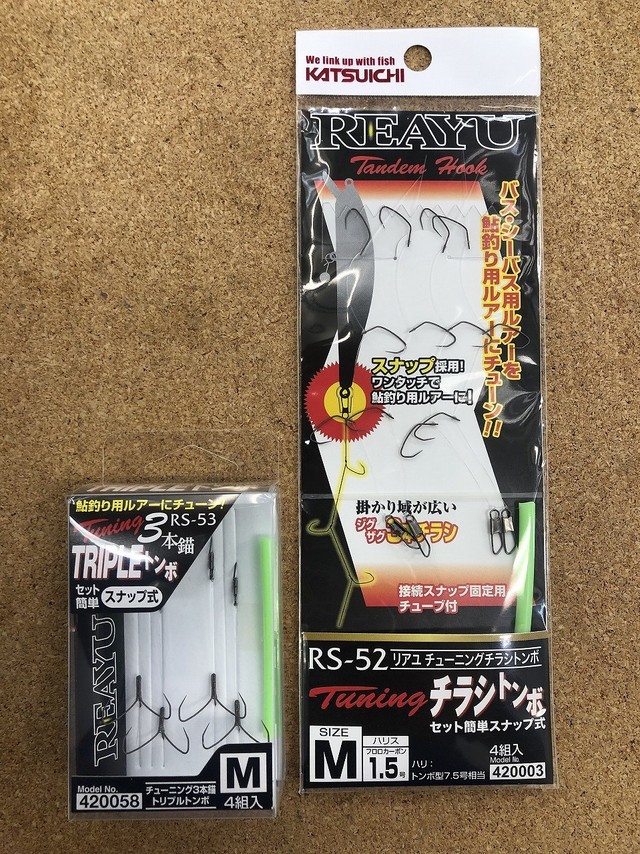 We link up with fish
KATSUICHI
REAYU
Tandem Hook
バス・シーバス用ルアーを
鮎釣り用ルアーにチューン!!
スナップ採用!
ワンタッチで
鮎釣り用ルアーに!
掛かり域が広い
ジグ
ザグ
チラシ
接続スナップ固定用
チューブ付
RS-52 リアユ チューニングチラシトンボ
Tuning チラシトンボ
セット簡単スナップ式
SIZE
M
ハリス
フロロカーボン
1.5号
ハリ:
トンボ型7.5号相当
4組入
Model No
420003
鮎釣り用ルアーにチューン!
Tuning 3本錨 RS-53
TRIPLEトンボ
セット
簡単
スナップ式
REAYU
M
Model No.
420058
チューニング3本錨
トリプルトンボ
4組入